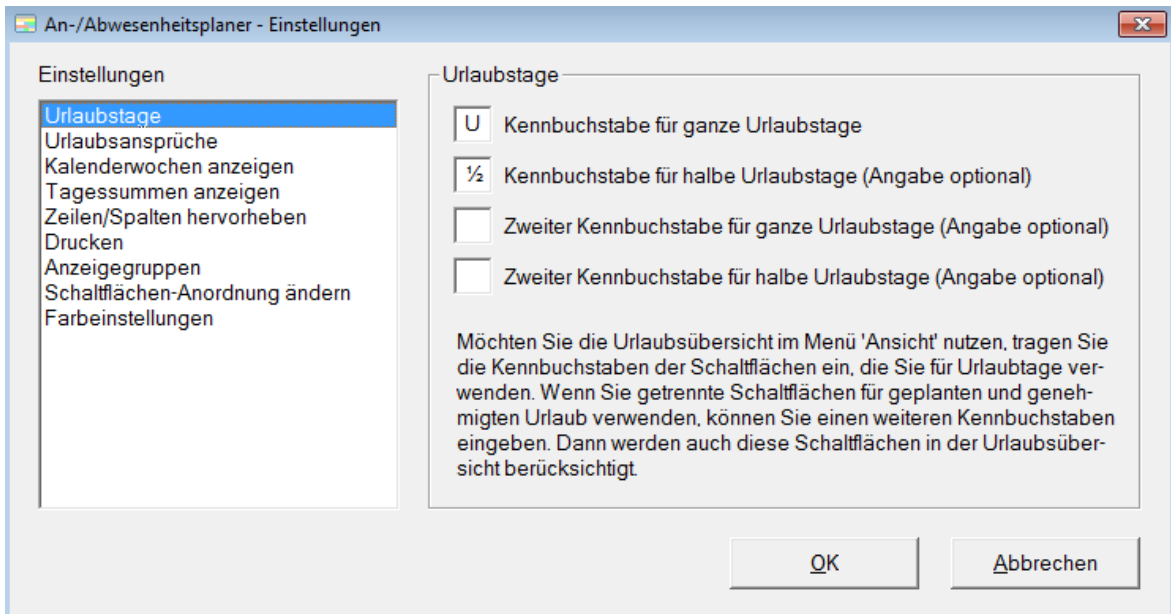 An-/Abwesenheitsplaner - Einstellungen
Einstellungen
Urlaubstage
Urlaubsansprüche
Kalenderwochen anzeigen
Tagessummen anzeigen
Zeilen/Spalten hervorheben
Drucken
Anzeigegruppen
Schaltflächen-Anordnung ändern
Farbeinstellungen
Urlaubstage
U Kennbuchstabe für ganze Urlaubstage
½ Kennbuchstabe für halbe Urlaubstage (Angabe optional)
Zweiter Kennbuchstabe für ganze Urlaubstage (Angabe optional)
Zweiter Kennbuchstabe für halbe Urlaubstage (Angabe optional)
Möchten Sie die Urlaubsübersicht im Menü 'Ansicht' nutzen, tragen Sie
die Kennbuchstaben der Schaltflächen ein, die Sie für Urlaubtage ver-
wenden. Wenn Sie getrennte Schaltflächen für geplanten und geneh-
migten Urlaub verwenden, können Sie einen weiteren Kennbuchstaben
eingeben. Dann werden auch diese Schaltflächen in der Urlaubsüber-
sicht berücksichtigt.
OK
Abbrechen